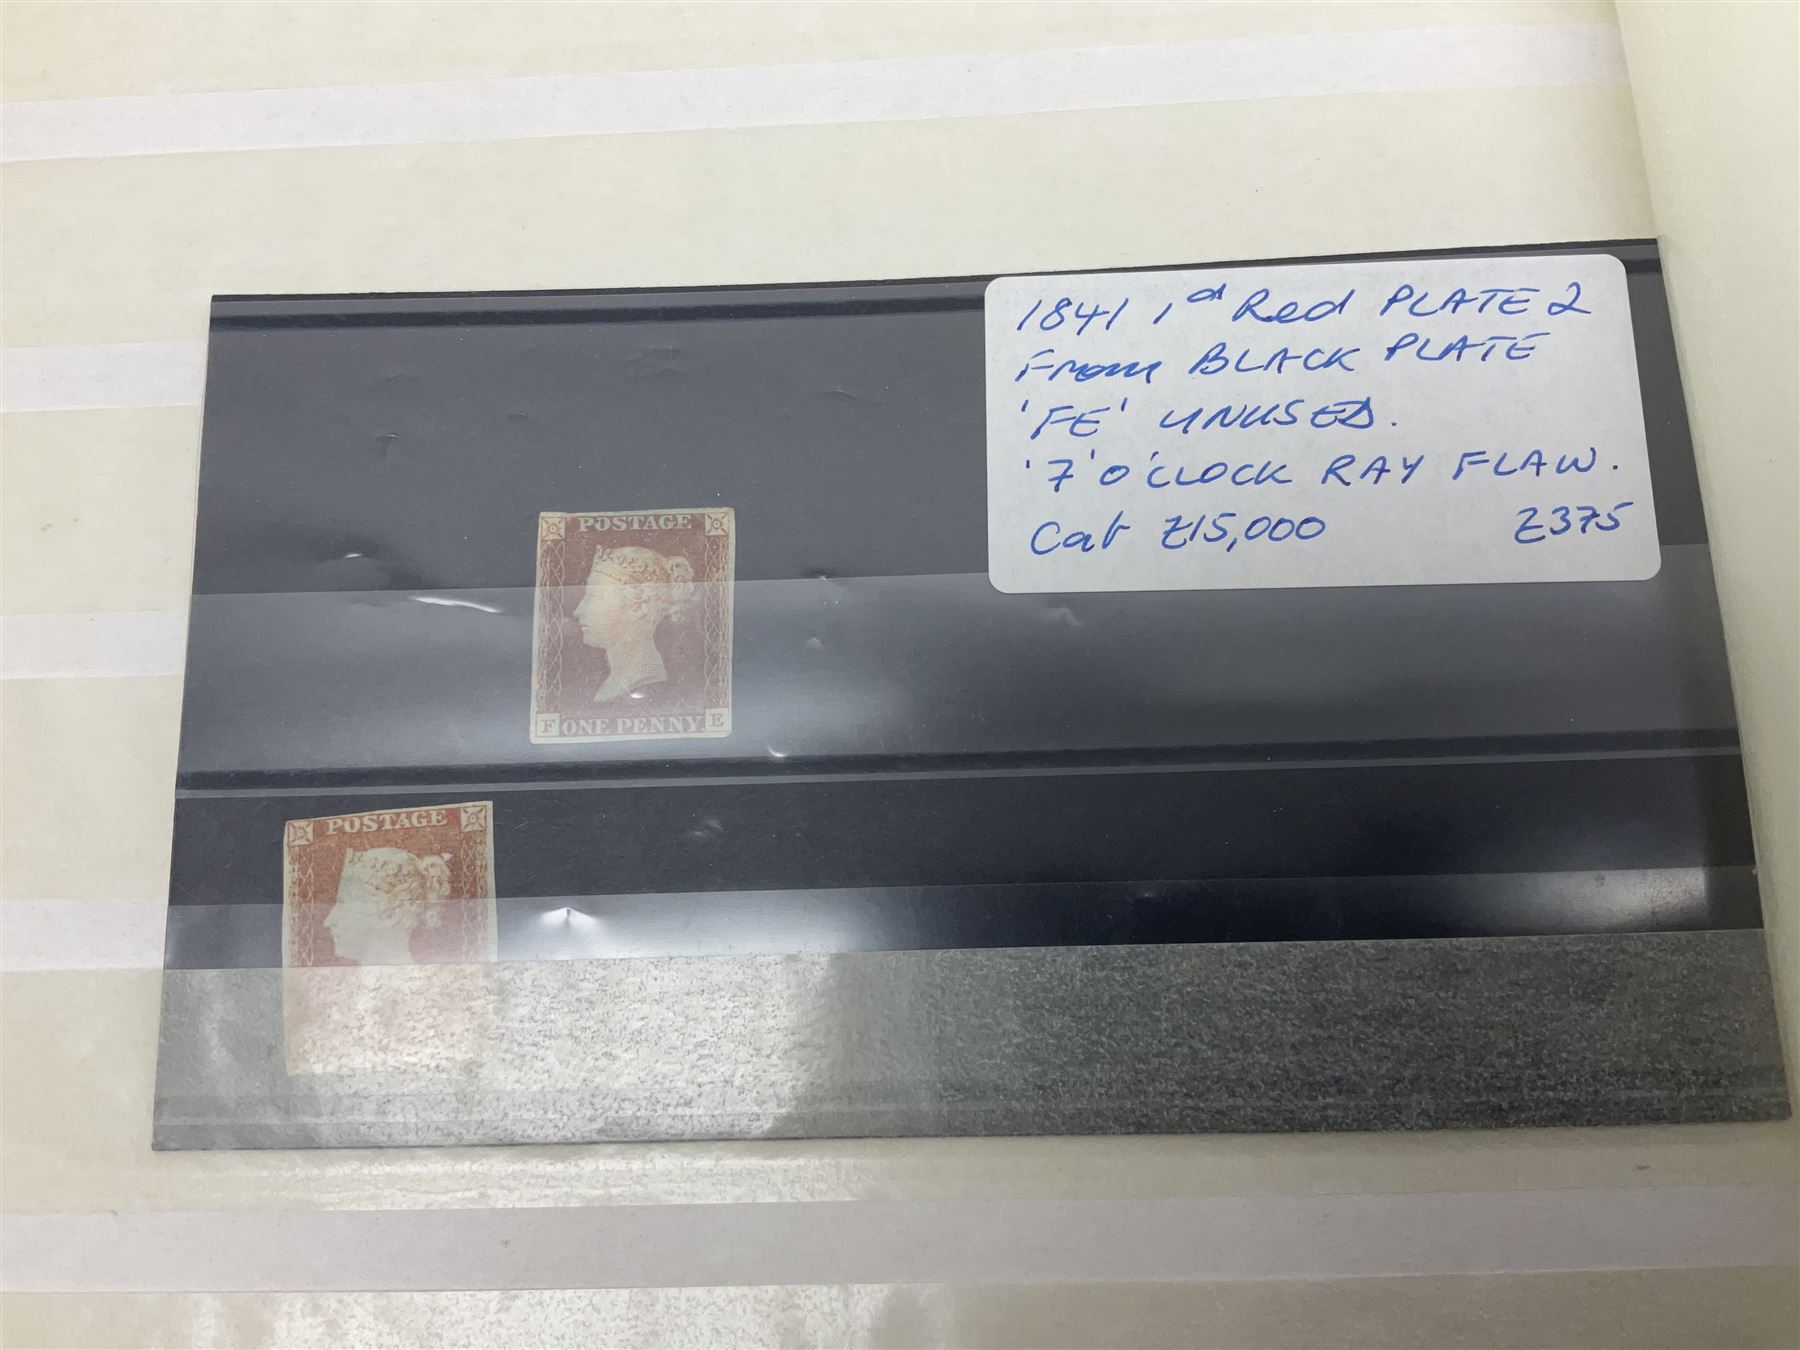 1841 1d Red PLATE 2
From BLACK PLATE
'FE' UNUSED.
'7' O'CLOCK RAY FLAW.
Cat £15,000 £375
POSTAGE
F ONE PENNY. E
POSTAGE